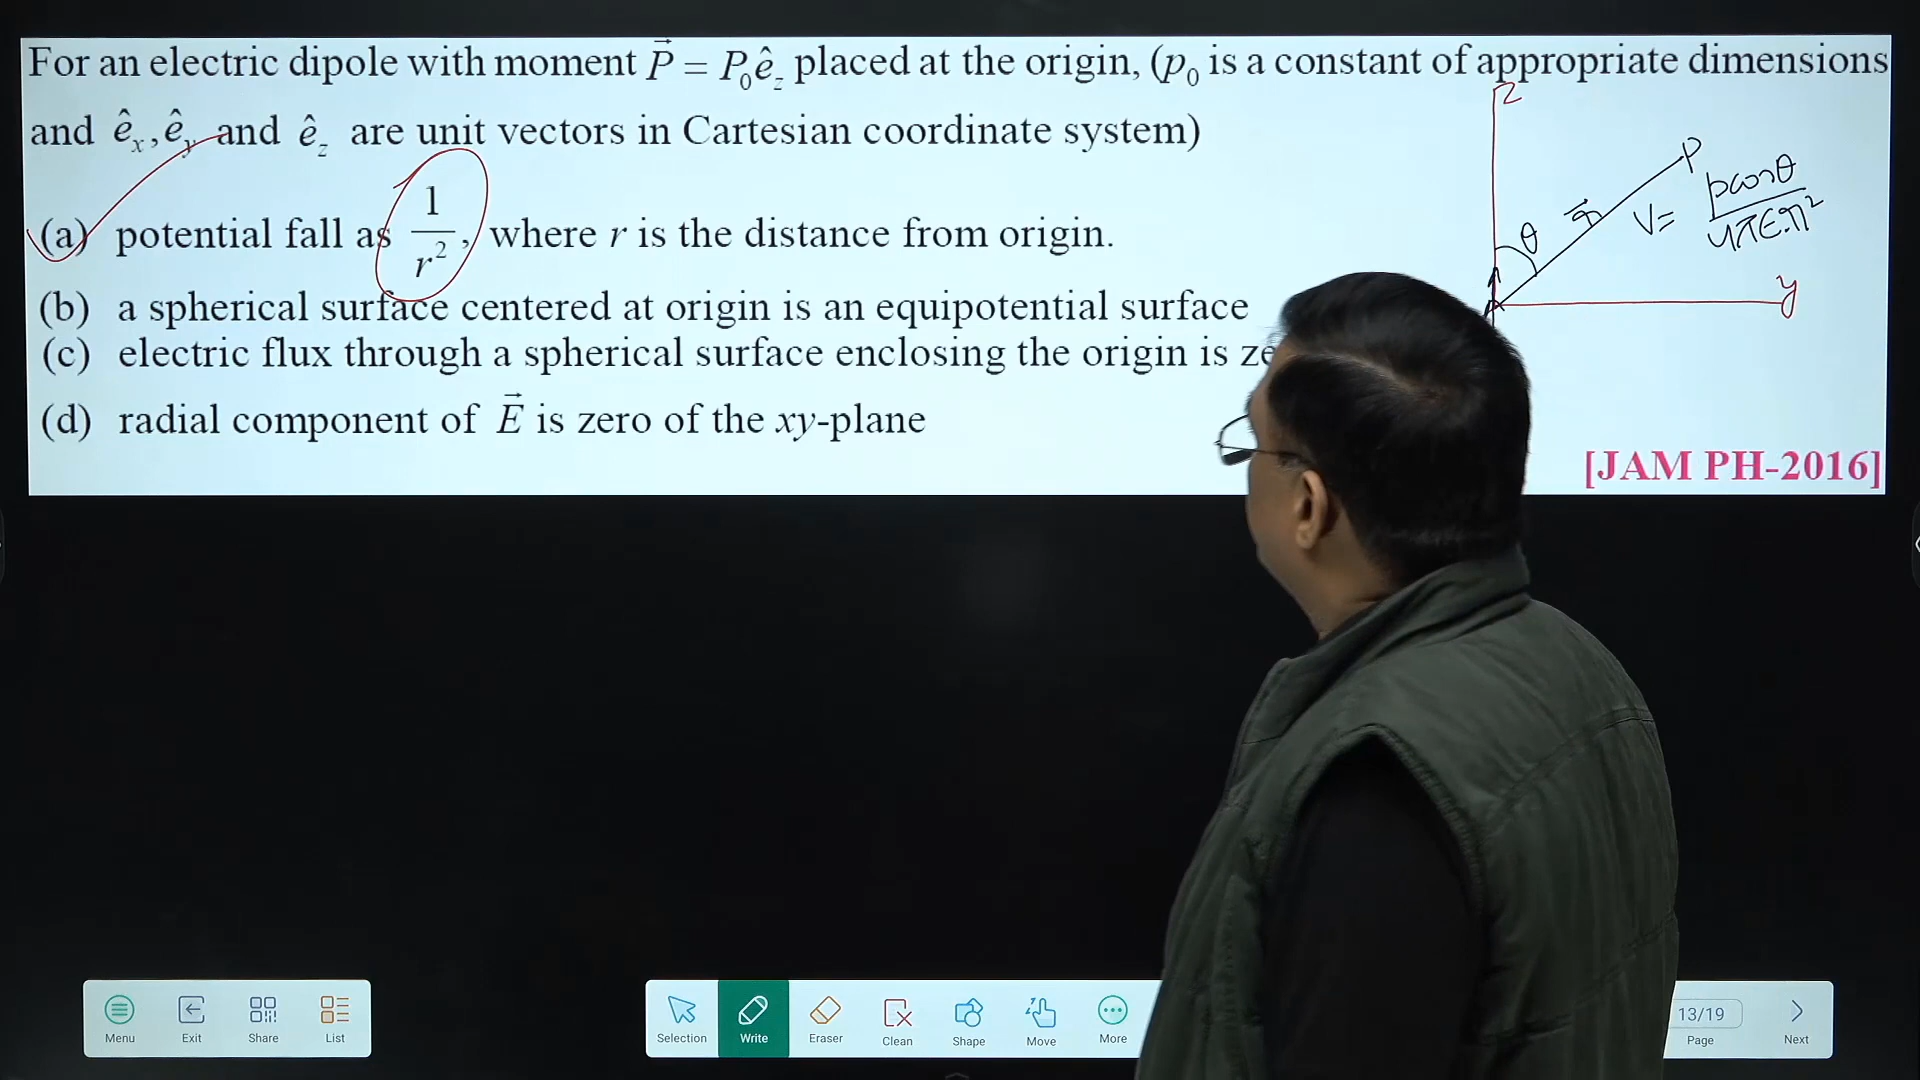 For an electric dipole with moment P⃗ = P₀ê_z placed at the origin, (p₀ is a constant of appropriate dimensions
and ê_x, ê_y and ê_z are unit vectors in Cartesian coordinate system)
(a) potential fall as 1/r², where r is the distance from origin.
(b) a spherical surface centered at origin is an equipotential surface
(c) electric flux through a spherical surface enclosing the origin is
(d) radial component of E⃗ is zero of the xy-plane
[JAM PH-2016]
z
P
θ
r⃗
V = pcosθ/4πε₀r²
y
Menu
Exit
Share
List
Selection
Write
Eraser
Clean
Shape
Move
More
13/19
Page
Next